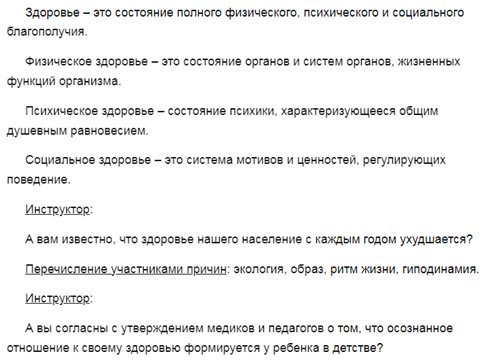 Здоровье – это состояние полного физического, психического и социального
благополучия.
Физическое здоровье – это состояние органов и систем органов, жизненных
функций организма.
Психическое здоровье – состояние психики, характеризующееся общим
душевным равновесием.
Социальное здоровье – это система мотивов и ценностей, регулирующих
поведение.
Инструктор:
А вам известно, что здоровье нашего население с каждым годом ухудшается?
Перечисление участниками причин: экология, образ, ритм жизни, гиподинамия.
Инструктор:
А вы согласны с утверждением медиков и педагогов о том, что осознанное
отношение к своему здоровью формируется у ребенка в детстве?